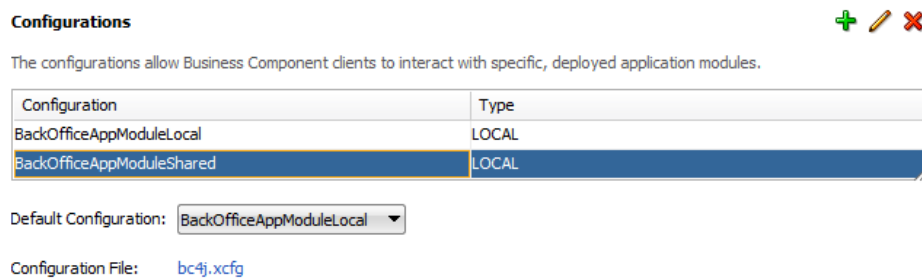 Configurations
The configurations allow Business Component clients to interact with specific, deployed application modules.
Configuration Type
BackOfficeAppModuleLocal LOCAL
BackOfficeAppModuleShared LOCAL
Default Configuration: BackOfficeAppModuleLocal
Configuration File: bc4j.xcfg